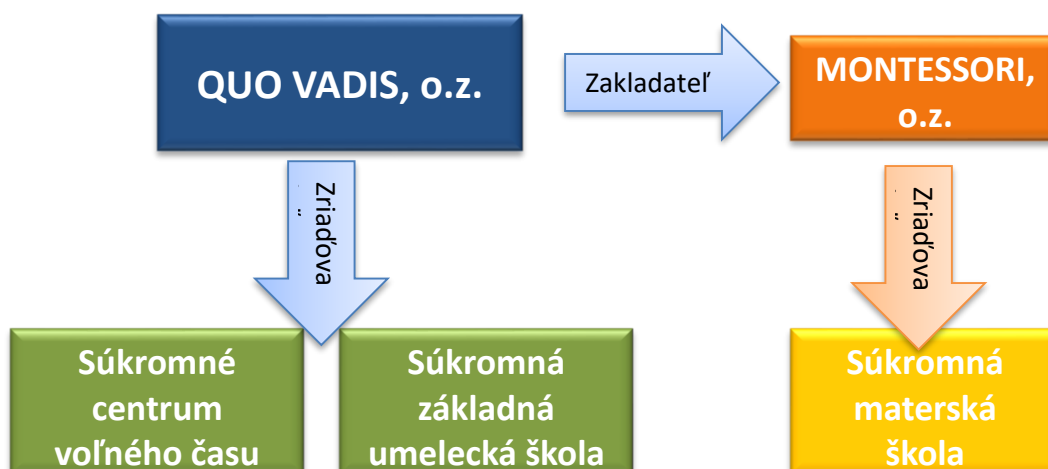 QUO VADIS, o.z.
Zakladateľ
MONTESSORI,
o.z.
Zriaďova
Zriaďova
Súkromné
centrum
voľného času
Súkromná
základná
umelecká škola
Súkromná
materská
škola